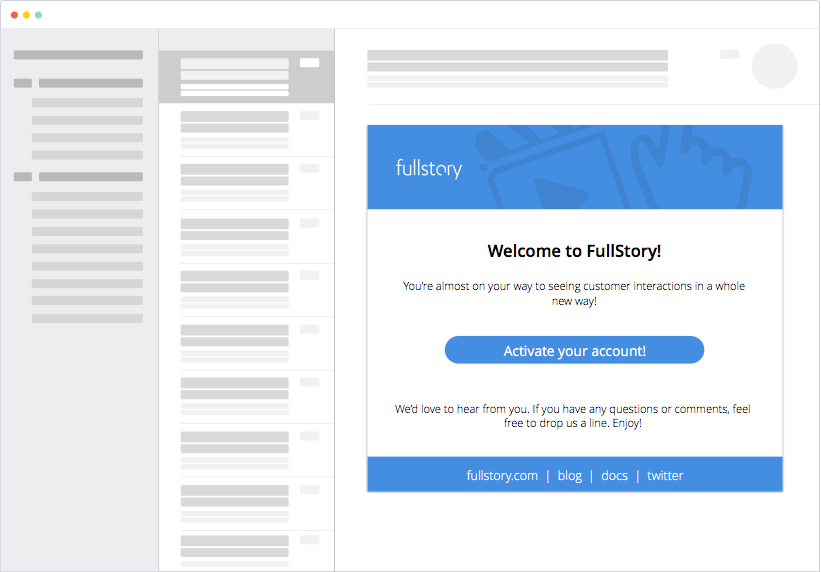 fullstory
Welcome to FullStory!
You’re almost on your way to seeing customer interactions in a whole
new way!
Activate your account!
We’d love to hear from you. If you have any questions or comments, feel
free to drop us a line. Enjoy!
fullstory.com | blog | docs | twitter